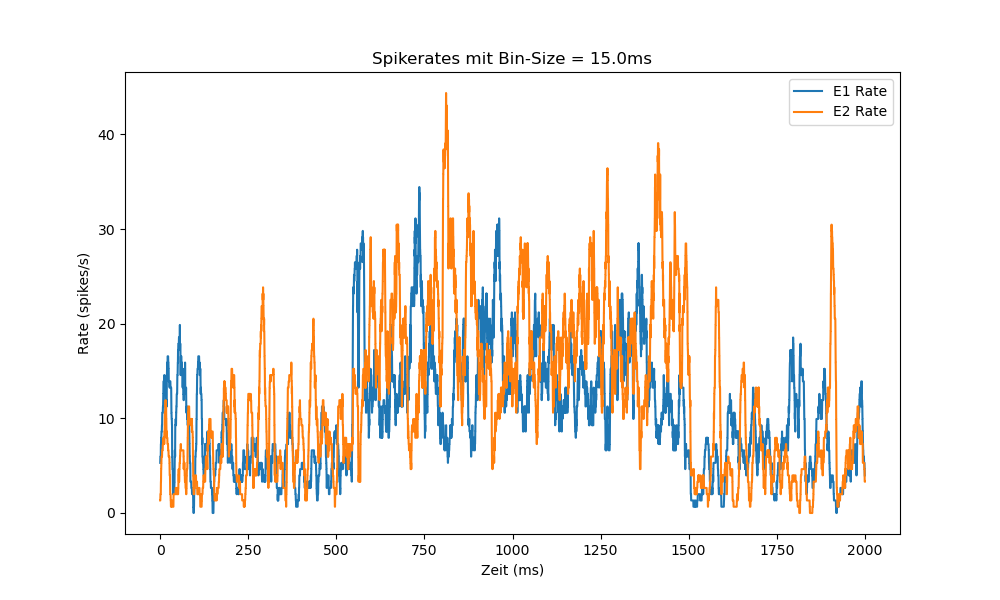 Spikerates mit Bin-Size = 15.0ms
E1 Rate
E2 Rate
Rate (spikes/s)
40
30
20
10
0
0 250 500 750 1000 1250 1500 1750 2000
Zeit (ms)